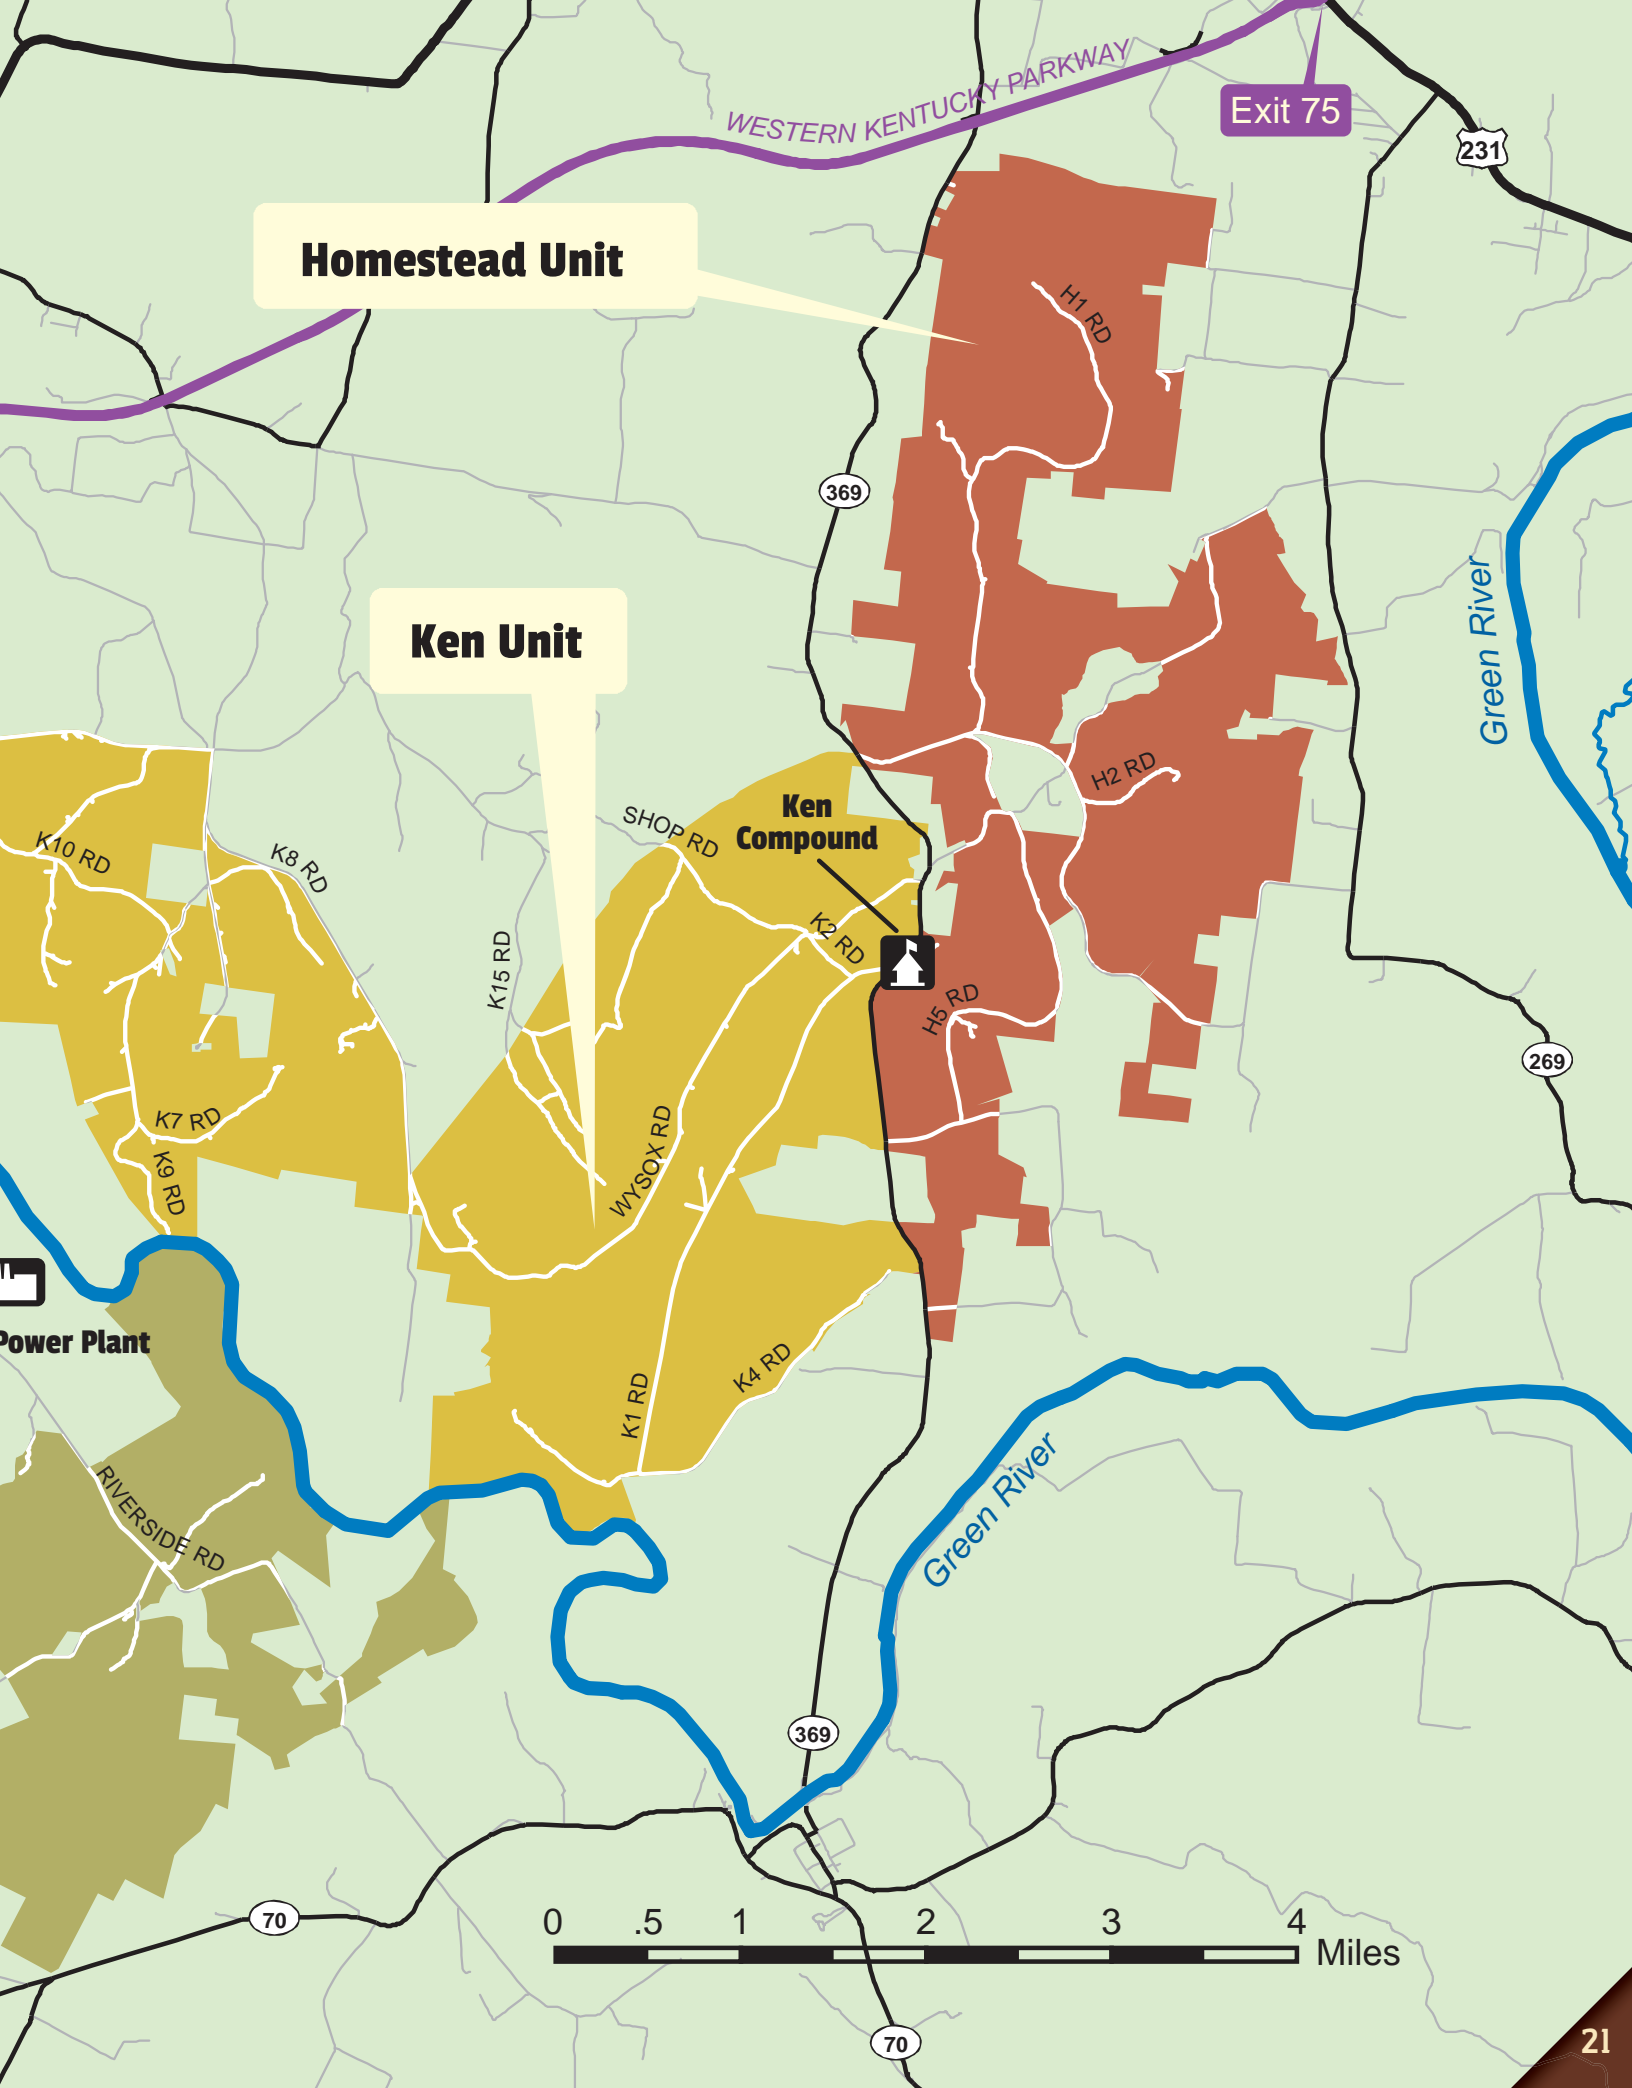 WESTERN KENTUCKY PARKWAY
Exit 75
231
Homestead Unit
H1 RD
369
Green River
Ken Unit
H2 RD
Ken
Compound
SHOP RD
K10 RD
K8 RD
K2 RD
K15 RD
H5 RD
269
K7 RD
WYSOX RD
K9 RD
Power Plant
K4 RD
K1 RD
Green River
RIVERSIDE RD
369
70
0 .5 1 2 3 4
Miles
70
21